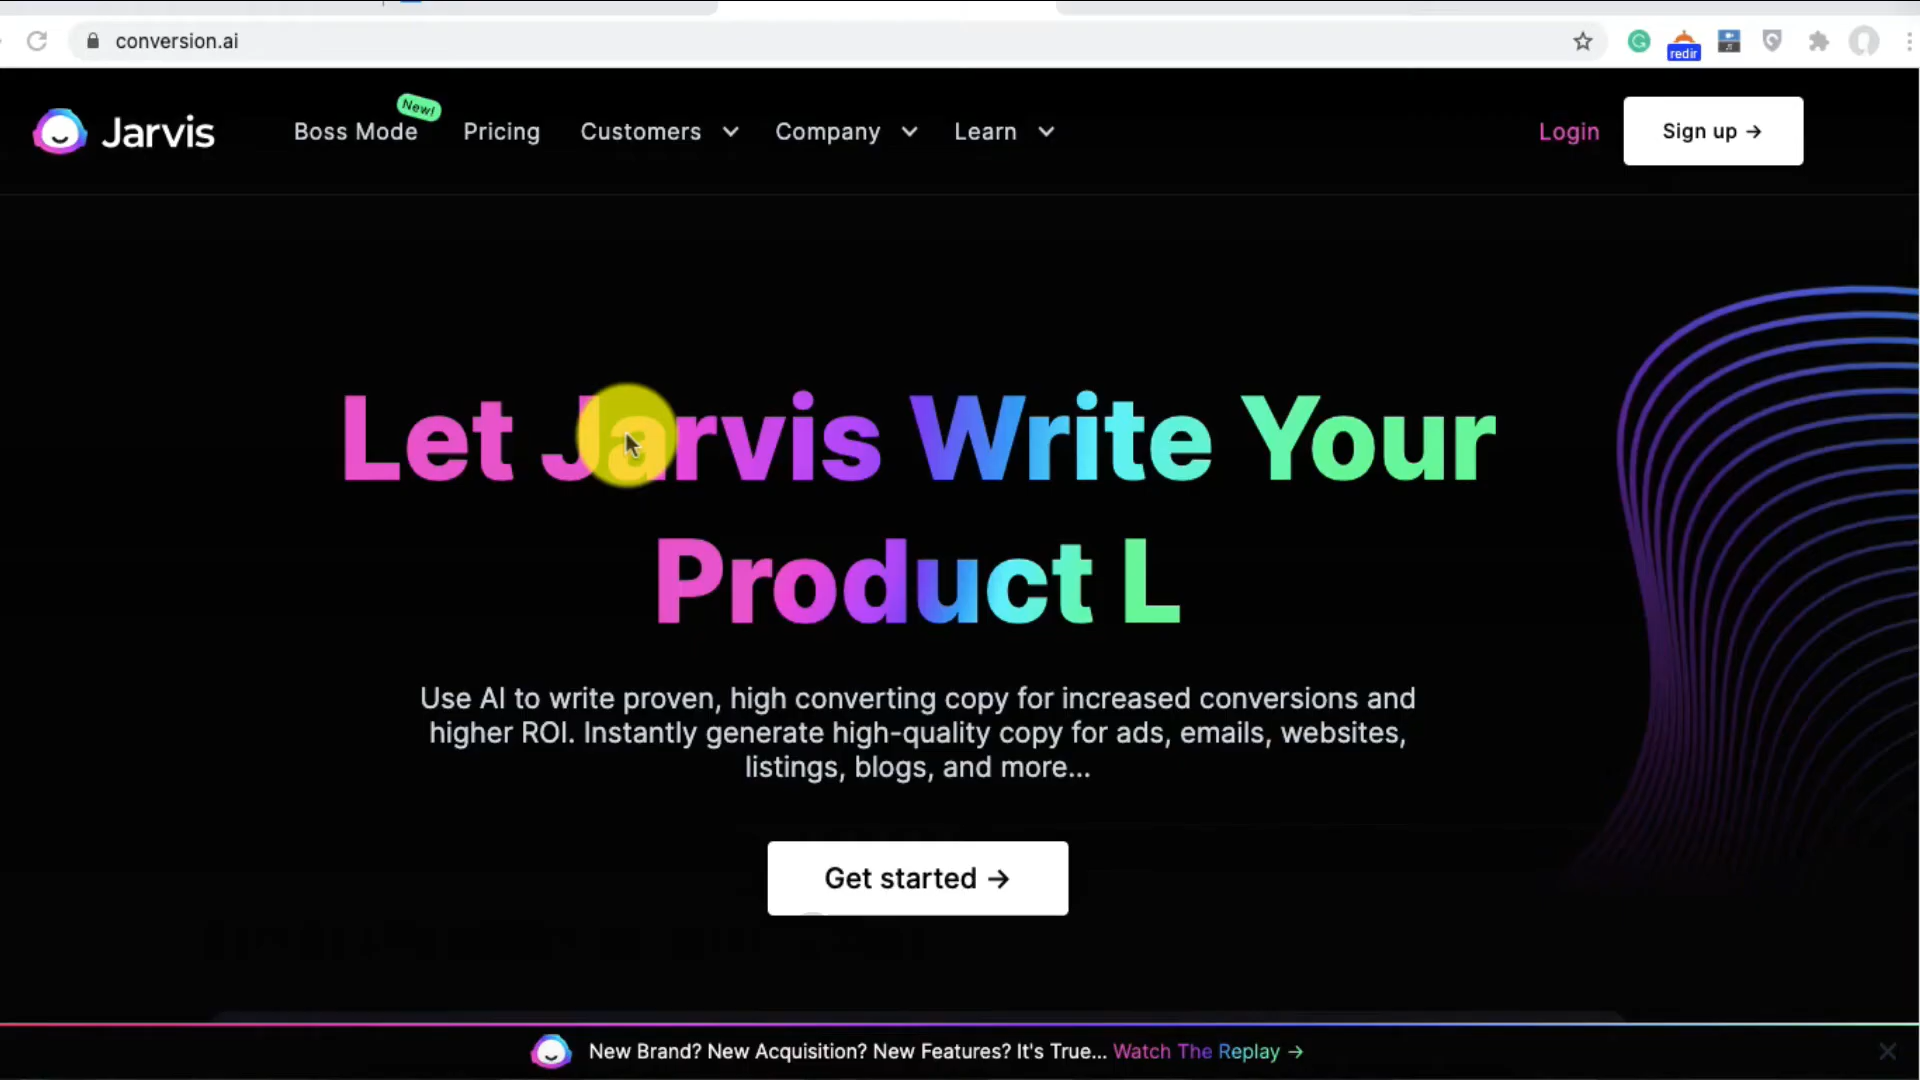 conversion.ai
redir
Jarvis
Boss Mode
New!
Pricing
Customers
Company
Learn
Login
Sign up →
Let Jarvis Write Your
Product L
Use AI to write proven, high converting copy for increased conversions and
higher ROI. Instantly generate high-quality copy for ads, emails, websites,
listings, blogs, and more...
Get started →
New Brand? New Acquisition? New Features? It's True... Watch The Replay →